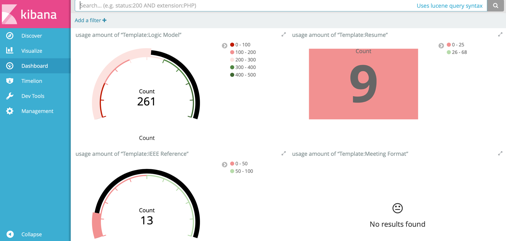 kibana
Search... (e.g. status:200 AND extension:PHP)
Uses lucene query syntax
Add a filter +
Discover
Visualize
Dashboard
Timelion
Dev Tools
Management
Collapse
usage amount of "Template:Logic Model"
Count
261
Count
0 - 100
100 - 200
200 - 300
300 - 400
400 - 500
usage amount of "Template:Resume"
Count
9
0 - 25
26 - 68
usage amount of "Template:IEEE Reference"
Count
13
0 - 50
50 - 100
usage amount of "Template:Meeting Format"
No results found